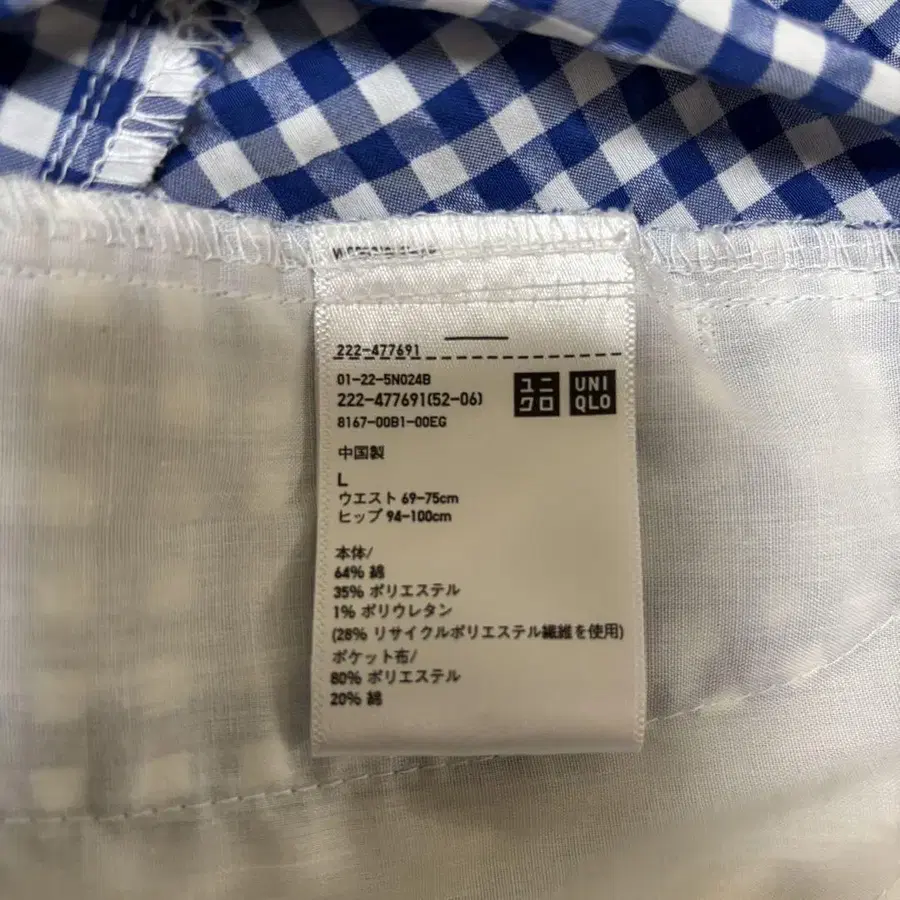 222-477691
01-22-5N024B
222-477691(52-06)
8167-00B1-00EG
ユニ
クロ
UNI
QLO
中国製
L
ウエスト 69-75cm
ヒップ 94-100cm
本体/
64% 綿
35% ポリエステル
1% ポリウレタン
(28% リサイクルポリエステル繊維を使用)
ポケット布/
80% ポリエステル
20% 綿